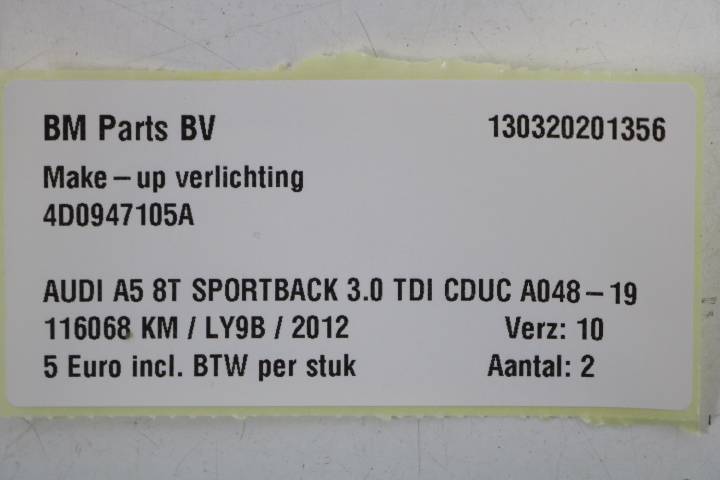 BM Parts BV 130320201356
Make-up verlichting
4D0947105A
AUDI A5 8T SPORTBACK 3.0 TDI CDUC A048-19
116068 KM / LY9B / 2012 Verz: 10
5 Euro incl. BTW per stuk Aantal: 2